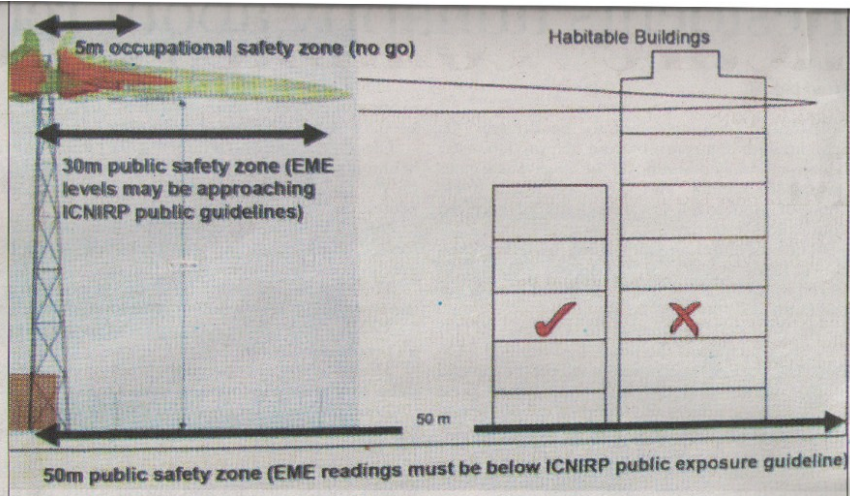 5m occupational safety zone (no go)
Habitable Buildings
30m public safety zone (EME
levels may be approaching
ICNIRP public guidelines)
50 m
50m public safety zone (EME readings must be below ICNIRP public exposure guideline)